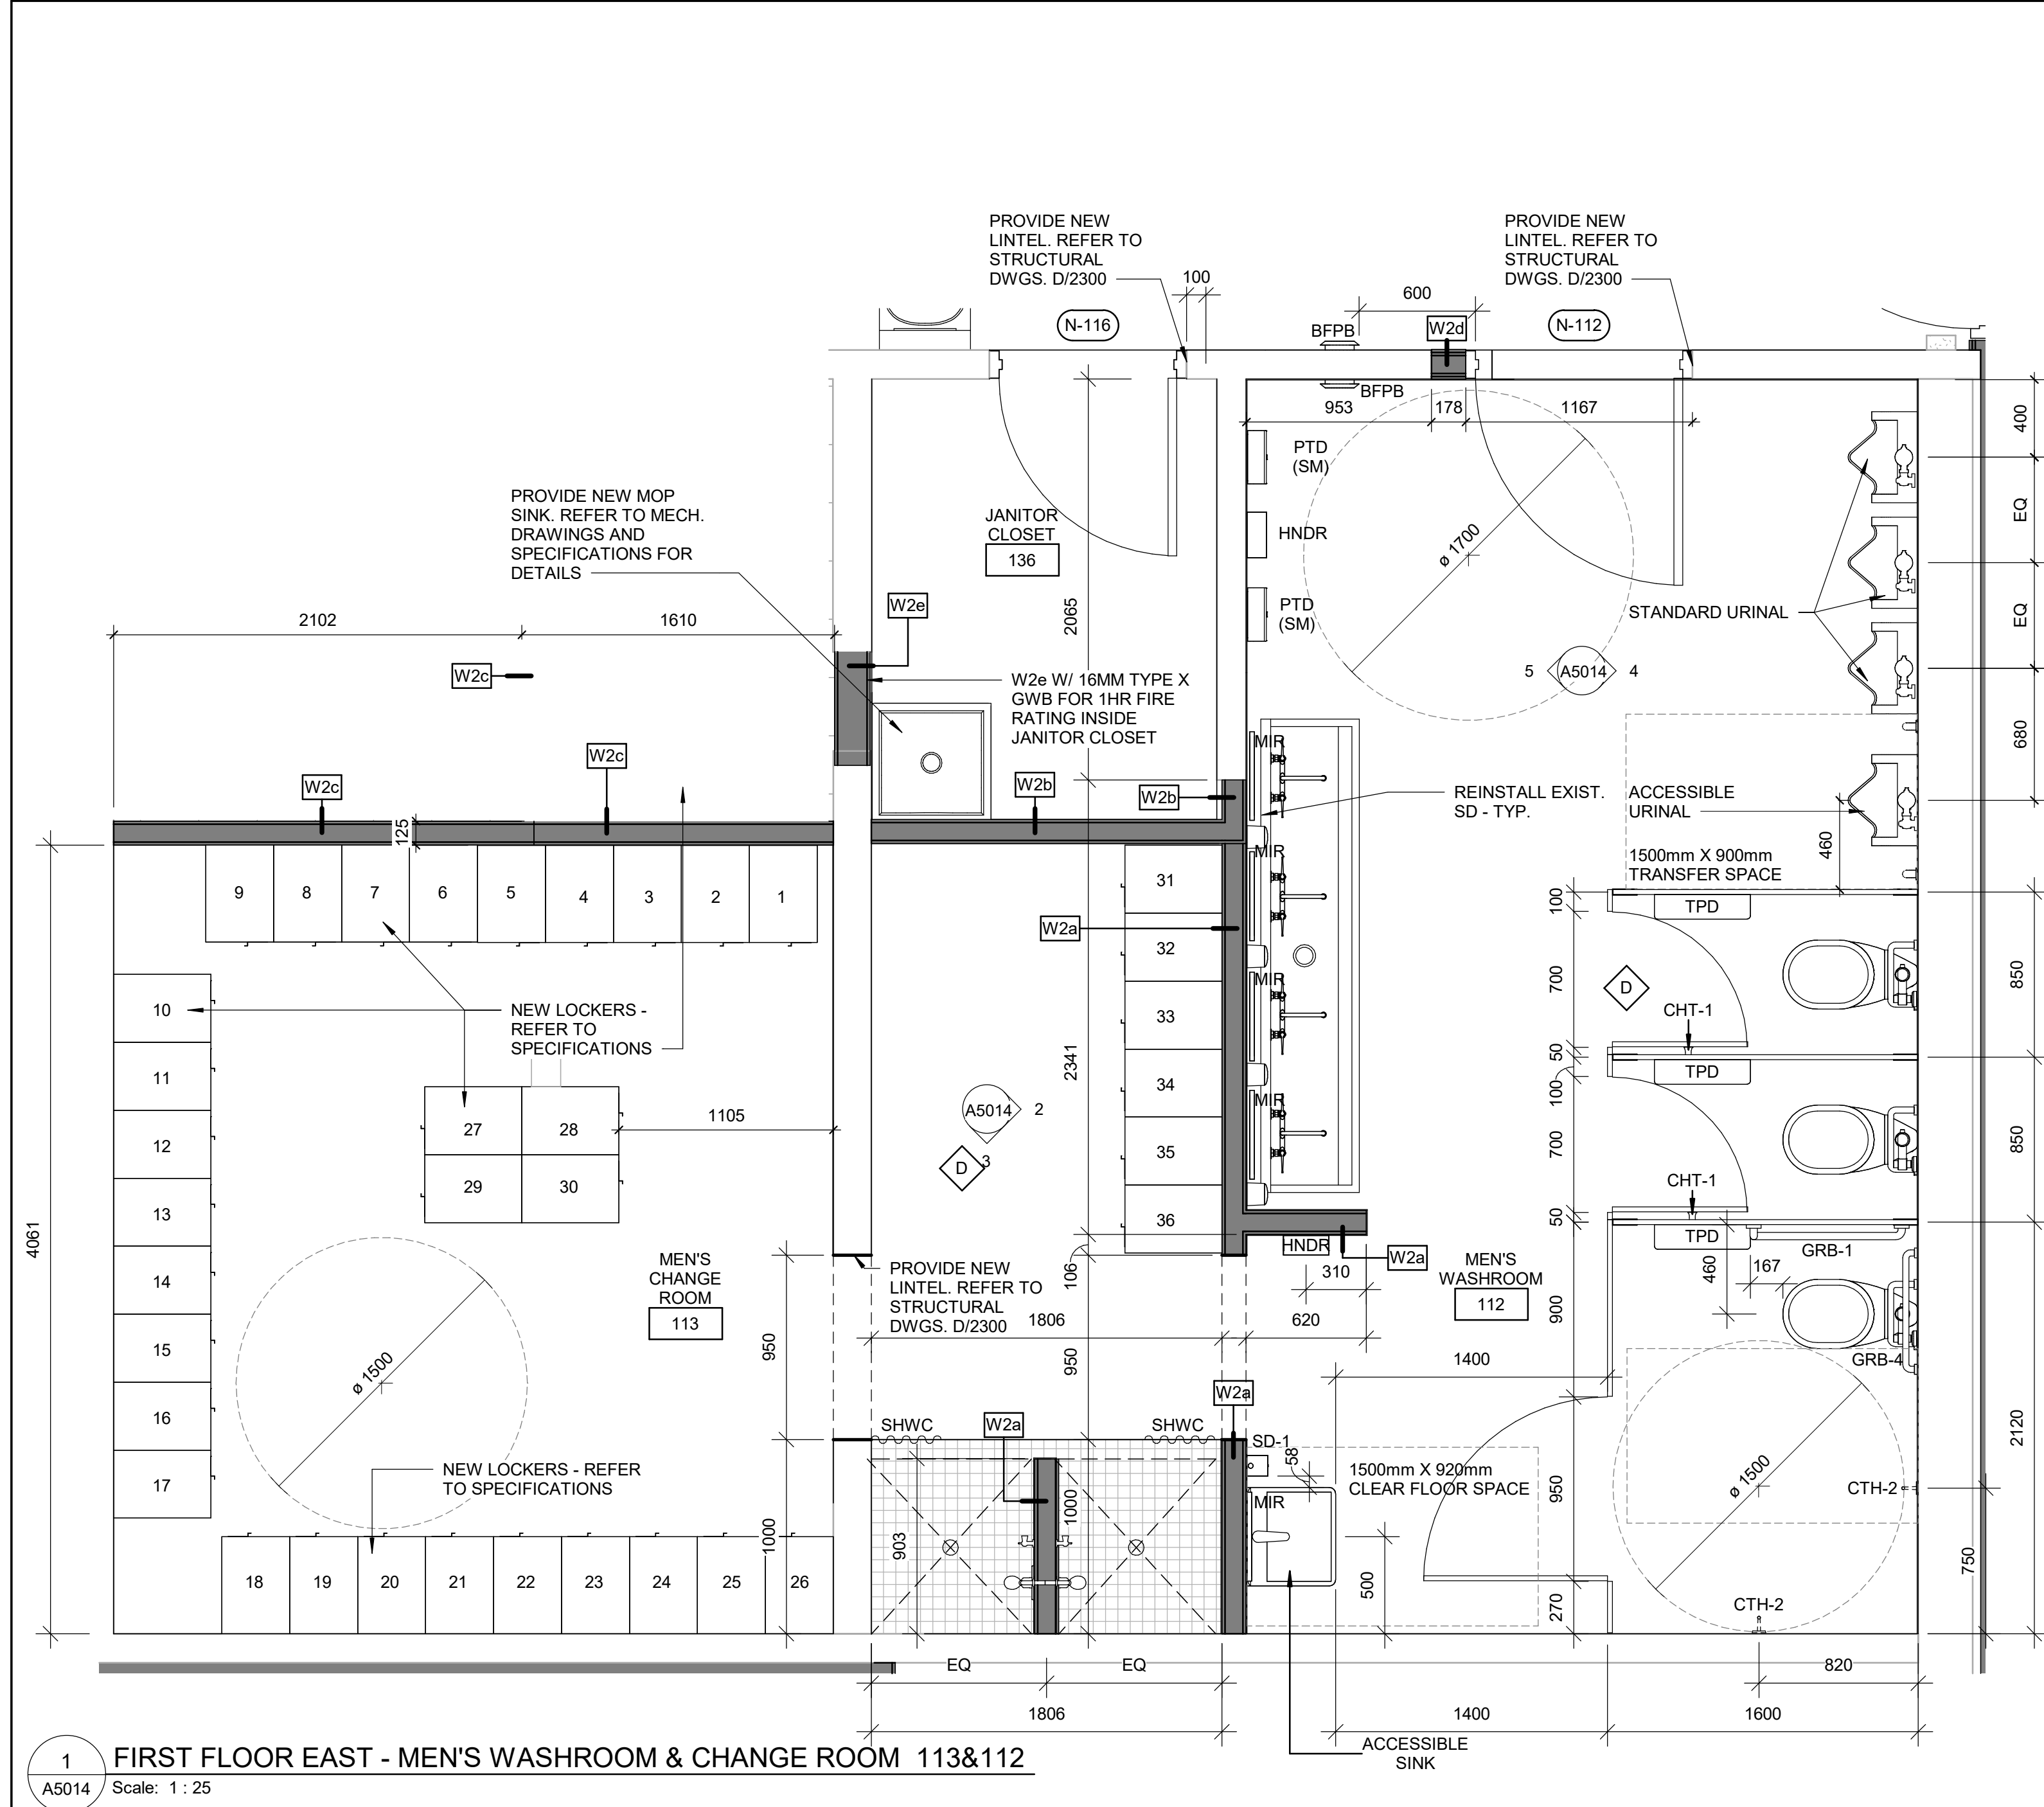 PROVIDE NEW
LINTEL. REFER TO
STRUCTURAL
DWGS. D/2300
100
N-116
PROVIDE NEW
LINTEL. REFER TO
STRUCTURAL
DWGS. D/2300
600
N-112
BFPB
W2d
BFPB
953
178
1167
400
EQ
EQ
680
PTD
(SM)
HNDR
PTD
(SM)
ø 1700
STANDARD URINAL
5
A5014
4
PROVIDE NEW MOP
SINK. REFER TO MECH.
DRAWINGS AND
SPECIFICATIONS FOR
DETAILS
JANITOR
CLOSET
136
2065
2102
1610
W2e
W2c
W2e W/ 16MM TYPE X
GWB FOR 1HR FIRE
RATING INSIDE
JANITOR CLOSET
W2c
W2c
W2b
W2b
125
MIR
MIR
MIR
MIR
REINSTALL EXIST.
SD - TYP.
ACCESSIBLE
URINAL
460
1500mm X 900mm
TRANSFER SPACE
9
8
7
6
5
4
3
2
1
31
32
33
34
35
36
W2a
10
11
12
13
14
15
16
17
NEW LOCKERS -
REFER TO
SPECIFICATIONS
27
28
29
30
1105
2341
A5014
2
3
D
4061
100
TPD
700
D
CHT-1
850
50
TPD
100
700
CHT-1
850
50
TPD
GRB-1
460
167
900
GRB-4
MEN'S
CHANGE
ROOM
113
PROVIDE NEW
LINTEL. REFER TO
STRUCTURAL
DWGS. D/2300
106
1806
HNDR
310
W2a
620
MEN'S
WASHROOM
112
950
950
1400
2120
ø 1500
W2a
SHWC
W2a
SHWC
SD-1
58
1500mm X 920mm
CLEAR FLOOR SPACE
MIR
950
ø 1500
CTH-2
NEW LOCKERS - REFER
TO SPECIFICATIONS
1000
903
1000
500
270
CTH-2
750
18
19
20
21
22
23
24
25
26
EQ
EQ
820
1806
1400
1600
ACCESSIBLE
SINK
1
A5014
FIRST FLOOR EAST - MEN'S WASHROOM & CHANGE ROOM 113&112
Scale: 1 : 25